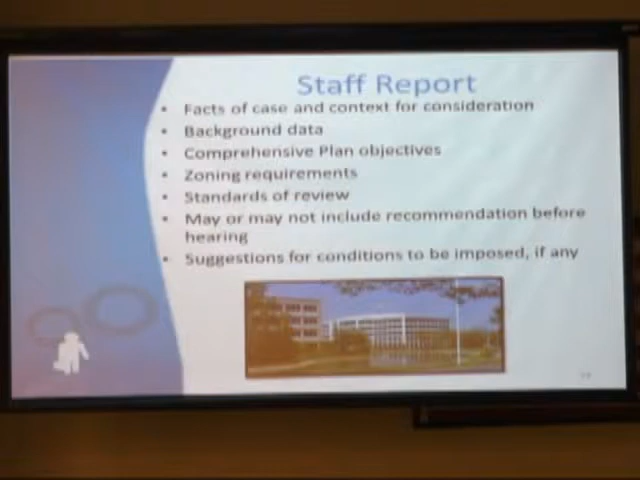 Staff Report
• Facts of case and context for consideration
• Background data
• Comprehensive Plan objectives
• Zoning requirements
• Standards of review
• May or may not include recommendation before
hearing
• Suggestions for conditions to be imposed, if any